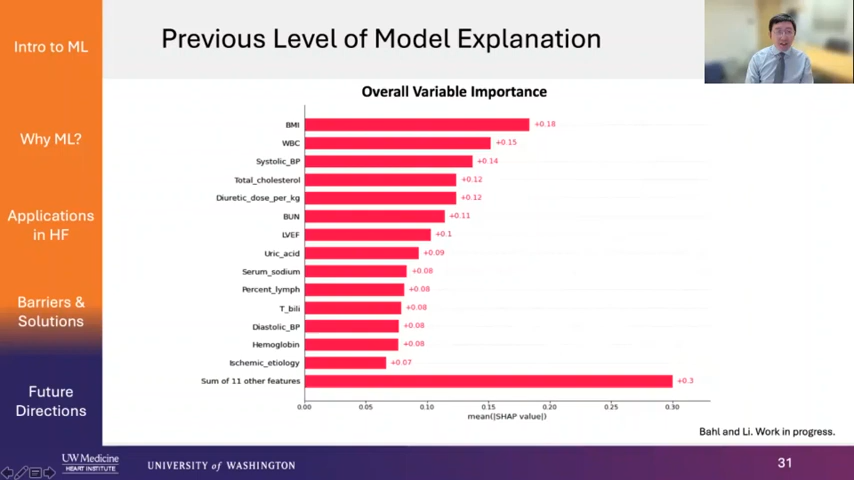 Previous Level of Model Explanation
Intro to ML
Why ML?
Applications
in HF
Barriers &
Solutions
Future
Directions
Overall Variable Importance
BMI +0.18
WBC +0.15
Systolic_BP +0.14
Total_cholesterol +0.12
Diuretic_dose_per_kg +0.12
BUN +0.11
LVEF +0.1
Uric_acid +0.09
Serum_sodium +0.08
Percent_lymph +0.08
T_bili +0.08
Diastolic_BP +0.08
Hemoglobin +0.08
Ischemic_etiology +0.07
Sum of 11 other features +0.3
0.00 0.05 0.10 0.15 0.20 0.25 0.30
mean(|SHAP value|)
Bahl and Li. Work in progress.
UW Medicine
HEART INSTITUTE
UNIVERSITY of WASHINGTON
31